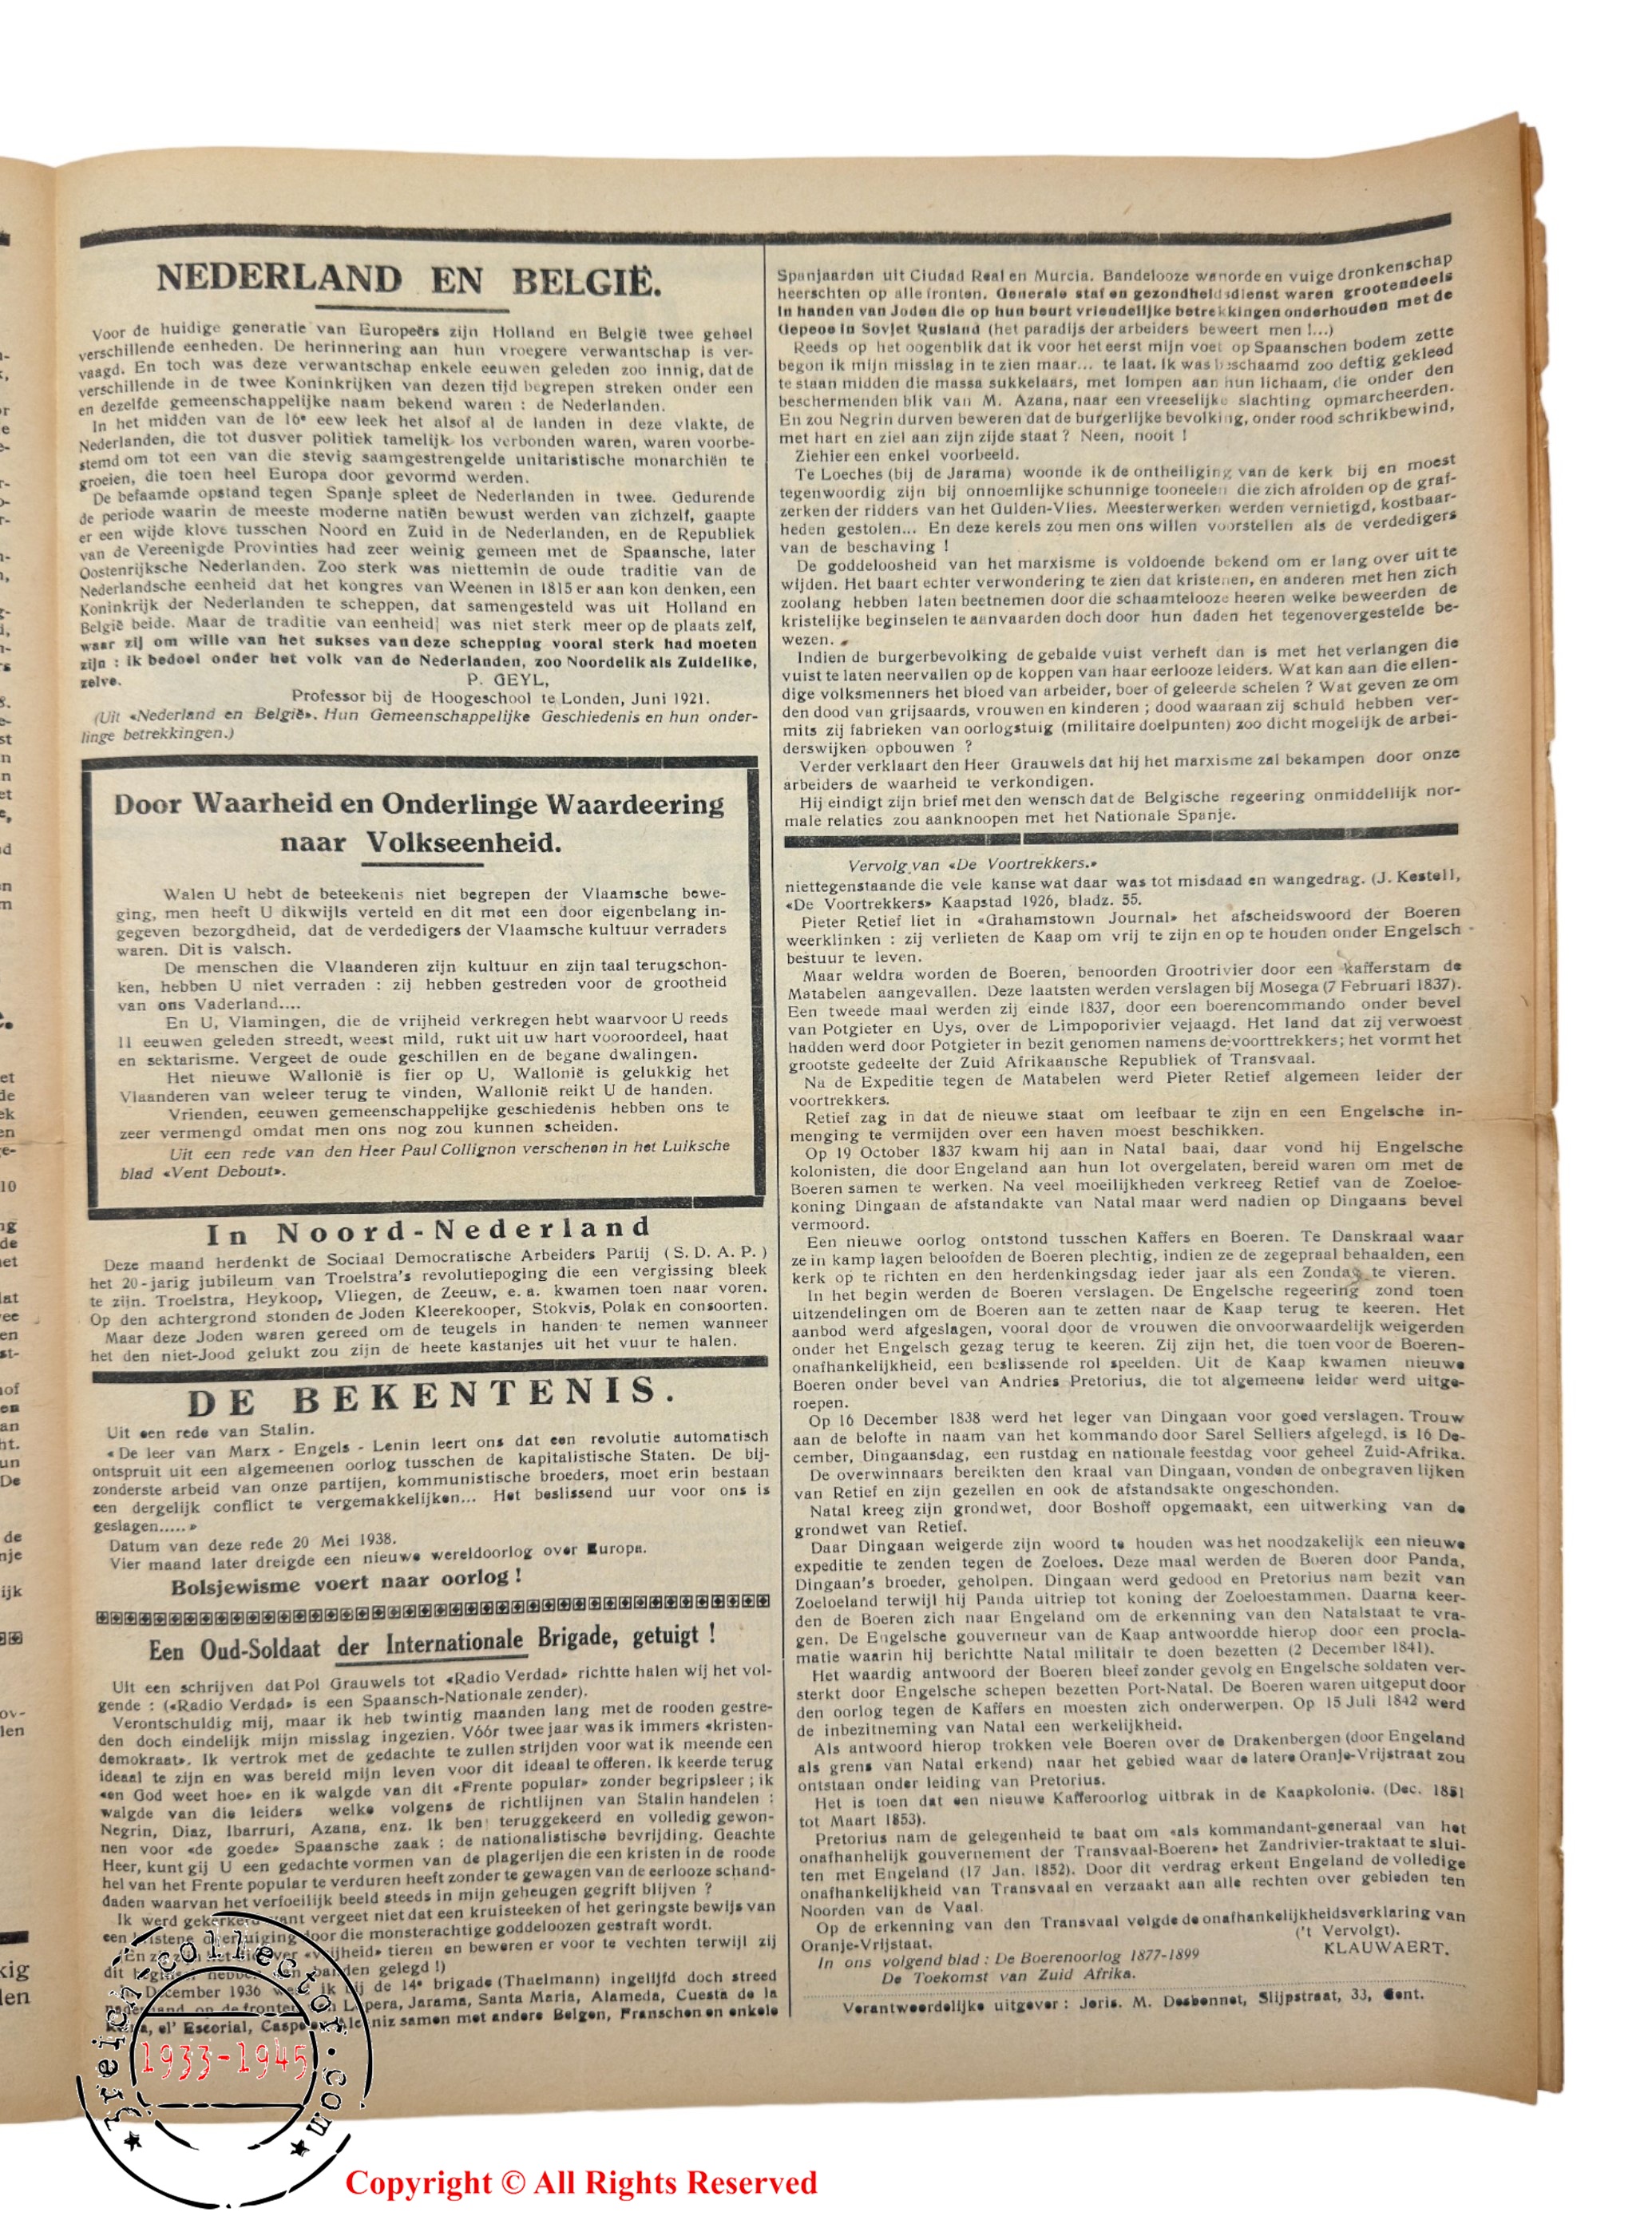 NEDERLAND EN BELGIË.
Voor de huidige generatie van Europeërs zijn Holland en België twee geheel
verschillende eenheden. De herinnering aan hun vroegere verwantschap is ver-
vaagd. En toch was deze verwantschap enkele eeuwen geleden zoo innig, dat de
verschillende in de twee Koninkrijken van dezen tijd begrepen streken onder een
en dezelfde gemeenschappelijke naam bekend waren : de Nederlanden.
In het midden van de 16e eew leek het alsof al de landen in deze vlakte, de
Nederlanden, die tot dusver politiek tamelijk los verbonden waren, waren voorbe-
stemd om tot een van die stevig saamgestrengelde unitaristische monarchiën te
groeien, die toen heel Europa door gevormd werden.
De befaamde opstand tegen Spanje spleet de Nederlanden in twee. Gedurende
de periode waarin de meeste moderne natiën bewust werden van zichzelf, gaapte
er een wijde klove tusschen Noord en Zuid in de Nederlanden, en de Republiek
van de Vereenigde Provinties had zeer weinig gemeen met de Spaansche, later
Oostenrijksche Nederlanden. Zoo sterk was niettemin de oude traditie van de
Nederlandsche eenheid dat het kongres van Weenen in 1815 er aan kon denken, een
Koninkrijk der Nederlanden te scheppen, dat samengesteld was uit Holland en
België beide. Maar de traditie van eenheid was niet sterk meer op de plaats zelf,
waar zij om wille van het sukses van deze schepping vooral sterk had moeten
zijn : ik bedoel onder het volk van de Nederlanden, zoo Noordelik als Zuidelike,
zelve.
P. GEYL,
Professor bij de Hoogeschool te Londen, Juni 1921.
(Uit «Nederland en België». Hun Gemeenschappelijke Geschiedenis en hun onder-
linge betrekkingen.)
Door Waarheid en Onderlinge Waardeering
naar Volkseenheid.
Walen U hebt de beteekenis niet begrepen der Vlaamsche bewe-
ging, men heeft U dikwijls verteld en dit met een door eigenbelang in-
gegeven bezorgdheid, dat de verdedigers der Vlaamsche kultuur verraders
waren. Dit is valsch.
De menschen die Vlaanderen zijn kultuur en zijn taal terugschon-
ken, hebben U niet verraden : zij hebben gestreden voor de grootheid
van ons Vaderland....
En U, Vlamingen, die de vrijheid verkregen hebt waarvoor U reeds
11 eeuwen geleden streedt, weest mild, rukt uit uw hart vooroordeel, haat
en sektarisme. Vergeet de oude geschillen en de begane dwalingen.
Het nieuwe Wallonië is fier op U, Wallonië is gelukkig het
Vlaanderen van weleer terug te vinden, Wallonië reikt U de handen.
Vrienden, eeuwen gemeenschappelijke geschiedenis hebben ons te
zeer vermengd omdat men ons nog zou kunnen scheiden.
Uit een rede van den Heer Paul Collignon verschenen in het Luiksche
blad «Vent Debout».
In Noord-Nederland
Deze maand herdenkt de Sociaal Democratische Arbeiders Partij (S. D. A. P.)
het 20-jarig jubileum van Troelstra's revolutiepoging die een vergissing bleek
te zijn. Troelstra, Heykoop, Vliegen, de Zeeuw, e. a. kwamen toen naar voren.
Op den achtergrond stonden de Joden Kleerekooper, Stokvis, Polak en consoorten.
Maar deze Joden waren gereed om de teugels in handen te nemen wanneer
het den niet-Jood gelukt zou zijn de heete kastanjes uit het vuur te halen.
DE BEKENTENIS.
Uit een rede van Stalin.
« De leer van Marx - Engels - Lenin leert ons dat een revolutie automatisch
ontspruit uit een algemeenen oorlog tusschen de kapitalistische Staten. De bij-
zonderste arbeid van onze partijen, kommunistische broeders, moet erin bestaan
een dergelijk conflict te vergemakkelijken... Het beslissend uur voor ons is
geslagen..... »
Datum van deze rede 20 Mei 1938.
Vier maand later dreigde een nieuwe wereldoorlog over Europa.
Bolsjewisme voert naar oorlog !
Een Oud-Soldaat der Internationale Brigade, getuigt !
Uit een schrijven dat Pol Grauwels tot «Radio Verdad» richtte halen wij het vol-
gende : («Radio Verdad» is een Spaansch-Nationale zender).
Verontschuldig mij, maar ik heb twintig maanden lang met de rooden gestre-
den doch eindelijk mijn misslag ingezien. Vóór twee jaar was ik immers «kristen-
demokraat». Ik vertrok met de gedachte te zullen strijden voor wat ik meende een
ideaal te zijn en was bereid mijn leven voor dit ideaal te offeren. Ik keerde terug
«en God weet hoe» en ik walgde van dit «Frente popular» zonder begripsleer ; ik
walgde van die leiders welke volgens de richtlijnen van Stalin handelen :
Negrin, Diaz, Ibarruri, Azana, enz. Ik ben teruggekeerd en volledig gewon-
nen voor «de goede» Spaansche zaak : de nationalistische bevrijding. Geachte
Heer, kunt gij U een gedachte vormen van de plagerijen die een kristen in de roode
hel van het Frente popular te verduren heeft zonder te gewagen van de eerlooze schand-
daden waarvan het verfoeilijk beeld steeds in mijn geheugen gegrift blijven ?
Ik werd gekerkerd want vergeet niet dat een kruisteeken of het geringste bewijs van
een kristene overtuiging door die monsterachtige goddeloozen gestraft wordt.
En ze zijn het die over «vrijheid» tieren en beweren er voor te vechten terwijl zij
dit beginsel hebben aan banden gelegd !)
In December 1936 werd ik bij de 14e brigade (Thaelmann) ingelijfd doch streed
op de fronten van Lopera, Jarama, Santa Maria, Alameda, Cuesta de la
el' Escorial, Caspe, Alcaniz samen met andere Belgen, Franschen en enkele
Spanjaarden uit Ciudad Real en Murcia. Bandelooze wanorde en vuige dronkenschap
heerschten op alle fronten. Generale staf en gezondheidsdienst waren grootendeels
in handen van Joden die op hun beurt vriendelijke betrekkingen onderhouden met de
Gepeoe in Sovjet Rusland (het paradijs der arbeiders beweert men !...)
Reeds op het oogenblik dat ik voor het eerst mijn voet op Spaanschen bodem zette
begon ik mijn misslag in te zien maar... te laat. Ik was beschaamd zoo deftig gekleed
te staan midden die massa sukkelaars, met lompen aan hun lichaam, die onder den
beschermenden blik van M. Azana, naar een vreeselijke slachting opmarcheerden.
En zou Negrin durven beweren dat de burgerlijke bevolking, onder rood schrikbewind,
met hart en ziel aan zijn zijde staat ? Neen, nooit !
Ziehier een enkel voorbeeld.
Te Loeches (bij de Jarama) woonde ik de ontheiliging van de kerk bij en moest
tegenwoordig zijn bij onnoemlijke schunnige tooneelen die zich afrolden op de graf-
zerken der ridders van het Gulden-Vlies. Meesterwerken werden vernietigd, kostbaar-
heden gestolen... En deze kerels zou men ons willen voorstellen als de verdedigers
van de beschaving !
De goddeloosheid van het marxisme is voldoende bekend om er lang over uit te
wijden. Het baart echter verwondering te zien dat kristenen, en anderen met hen zich
zoolang hebben laten beetnemen door die schaamtelooze heeren welke beweerden de
kristelijke beginselen te aanvaarden doch door hun daden het tegenovergestelde be-
wezen.
Indien de burgerbevolking de gebalde vuist verheft dan is met het verlangen die
vuist te laten neervallen op de koppen van haar eerlooze leiders. Wat kan aan die ellen-
dige volksmenners het bloed van arbeider, boer of geleerde schelen ? Wat geven ze om
den dood van grijsaards, vrouwen en kinderen ; dood waaraan zij schuld hebben ver-
mits zij fabrieken van oorlogstuig (militaire doelpunten) zoo dicht mogelijk de arbei-
derswijken opbouwen ?
Verder verklaart den Heer Grauwels dat hij het marxisme zal bekampen door onze
arbeiders de waarheid te verkondigen.
Hij eindigt zijn brief met den wensch dat de Belgische regeering onmiddellijk nor-
male relaties zou aanknoopen met het Nationale Spanje.
Vervolg van «De Voortrekkers.»
niettegenstaande die vele kanse wat daar was tot misdaad en wangedrag. (J. Kestell,
«De Voortrekkers» Kaapstad 1926, bladz. 55.
Pieter Retief liet in «Grahamstown Journal» het afscheidswoord der Boeren
weerklinken : zij verlieten de Kaap om vrij te zijn en op te houden onder Engelsch
bestuur te leven.
Maar weldra worden de Boeren, benoorden Grootrivier door een kafferstam de
Matabelen aangevallen. Deze laatsten werden verslagen bij Mosega (7 Februari 1837).
Een tweede maal werden zij einde 1837, door een boerencommando onder bevel
van Potgieter en Uys, over de Limpoporivier vejaagd. Het land dat zij verwoest
hadden werd door Potgieter in bezit genomen namens de voorttrekkers; het vormt het
grootste gedeelte der Zuid Afrikaansche Republiek of Transvaal.
Na de Expeditie tegen de Matabelen werd Pieter Retief algemeen leider der
voortrekkers.
Retief zag in dat de nieuwe staat om leefbaar te zijn en een Engelsche in-
menging te vermijden over een haven moest beschikken.
Op 19 October 1837 kwam hij aan in Natal baai, daar vond hij Engelsche
kolonisten, die door Engeland aan hun lot overgelaten, bereid waren om met de
Boeren samen te werken. Na veel moeilijkheden verkreeg Retief van de Zoeloe-
koning Dingaan de afstandakte van Natal maar werd nadien op Dingaans bevel
vermoord.
Een nieuwe oorlog ontstond tusschen Kaffers en Boeren. Te Danskraal waar
ze in kamp lagen beloofden de Boeren plechtig, indien ze de zegepraal behaalden, een
kerk op te richten en den herdenkingsdag ieder jaar als een Zondag te vieren.
In het begin werden de Boeren verslagen. De Engelsche regeering zond toen
uitzendelingen om de Boeren aan te zetten naar de Kaap terug te keeren. Het
aanbod werd afgeslagen, vooral door de vrouwen die onvoorwaardelijk weigerden
onder het Engelsch gezag terug te keeren. Zij zijn het, die toen voor de Boeren-
onafhankelijkheid, een beslissende rol speelden. Uit de Kaap kwamen nieuwe
Boeren onder bevel van Andries Pretorius, die tot algemeene leider werd uitge-
roepen.
Op 16 December 1838 werd het leger van Dingaan voor goed verslagen. Trouw
aan de belofte in naam van het kommando door Sarel Selliers afgelegd, is 16 De-
cember, Dingaansdag, een rustdag en nationale feestdag voor geheel Zuid-Afrika.
De overwinnaars bereikten den kraal van Dingaan, vonden de onbegraven lijken
van Retief en zijn gezellen en ook de afstandsakte ongeschonden.
Natal kreeg zijn grondwet, door Boshoff opgemaakt, een uitwerking van de
grondwet van Retief.
Daar Dingaan weigerde zijn woord te houden was het noodzakelijk een nieuwe
expeditie te zenden tegen de Zoeloes. Deze maal werden de Boeren door Panda,
Dingaan's broeder, geholpen. Dingaan werd gedood en Pretorius nam bezit van
Zoeloeland terwijl hij Panda uitriep tot koning der Zoeloestammen. Daarna keer-
den de Boeren zich naar Engeland om de erkenning van den Natalstaat te vra-
gen. De Engelsche gouverneur van de Kaap antwoordde hierop door een procla-
matie waarin hij berichtte Natal militair te doen bezetten (2 December 1841).
Het waardig antwoord der Boeren bleef zonder gevolg en Engelsche soldaten ver-
sterkt door Engelsche schepen bezetten Port-Natal. De Boeren waren uitgeput door
den oorlog tegen de Kaffers en moesten zich onderwerpen. Op 15 Juli 1842 werd
de inbezitneming van Natal een werkelijkheid.
Als antwoord hierop trokken vele Boeren over de Drakenbergen (door Engeland
als grens van Natal erkend) naar het gebied waar de latere Oranje-Vrijstraat zou
ontstaan onder leiding van Pretorius.
Het is toen dat een nieuwe Kafferoorlog uitbrak in de Kaapkolonie. (Dec. 1851
tot Maart 1853).
Pretorius nam de gelegenheid te baat om «als kommandant-generaal van het
onafhanhelijk gouvernement der Transvaal-Boeren» het Zandrivier-traktaat te slui-
ten met Engeland (17 Jan. 1852). Door dit verdrag erkent Engeland de volledige
onafhankelijkheid van Transvaal en verzaakt aan alle rechten over gebieden ten
Noorden van de Vaal.
Op de erkenning van den Transvaal volgde de onafhankelijkheidsverklaring van
Oranje-Vrijstaat.
('t Vervolgt).
KLAUWAERT.
In ons volgend blad : De Boerenoorlog 1877-1899
De Toekomst van Zuid Afrika.
Verantwoordelijke uitgever : Joris. M. Desbonnet, Slijpstraat, 33, Gent.
3reich-collector.com
1933-1945
Copyright © All Rights Reserved